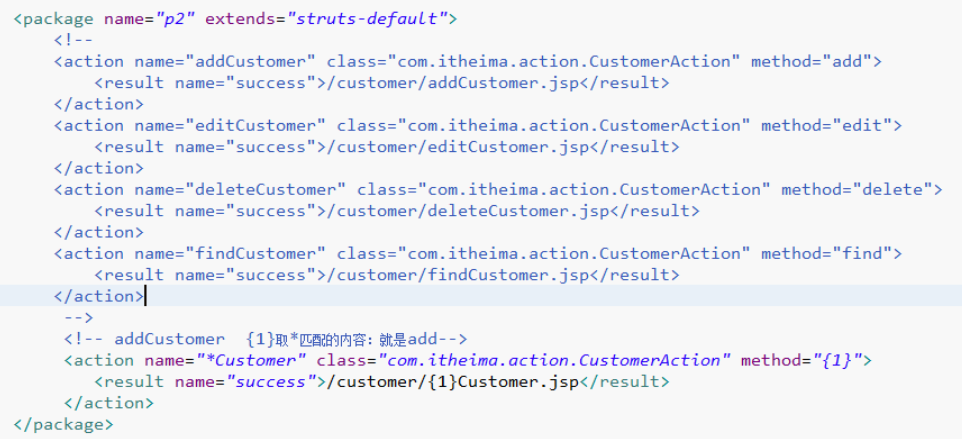 <package name="p2" extends="struts-default">
<!--
<action name="addCustomer" class="com.itheima.action.CustomerAction" method="add">
<result name="success">/customer/addCustomer.jsp</result>
</action>
<action name="editCustomer" class="com.itheima.action.CustomerAction" method="edit">
<result name="success">/customer/editCustomer.jsp</result>
</action>
<action name="deleteCustomer" class="com.itheima.action.CustomerAction" method="delete">
<result name="success">/customer/deleteCustomer.jsp</result>
</action>
<action name="findCustomer" class="com.itheima.action.CustomerAction" method="find">
<result name="success">/customer/findCustomer.jsp</result>
</action>
-->
<!-- addCustomer {1}取*匹配的内容：就是add-->
<action name="*Customer" class="com.itheima.action.CustomerAction" method="{1}">
<result name="success">/customer/{1}Customer.jsp</result>
</action>
</package>